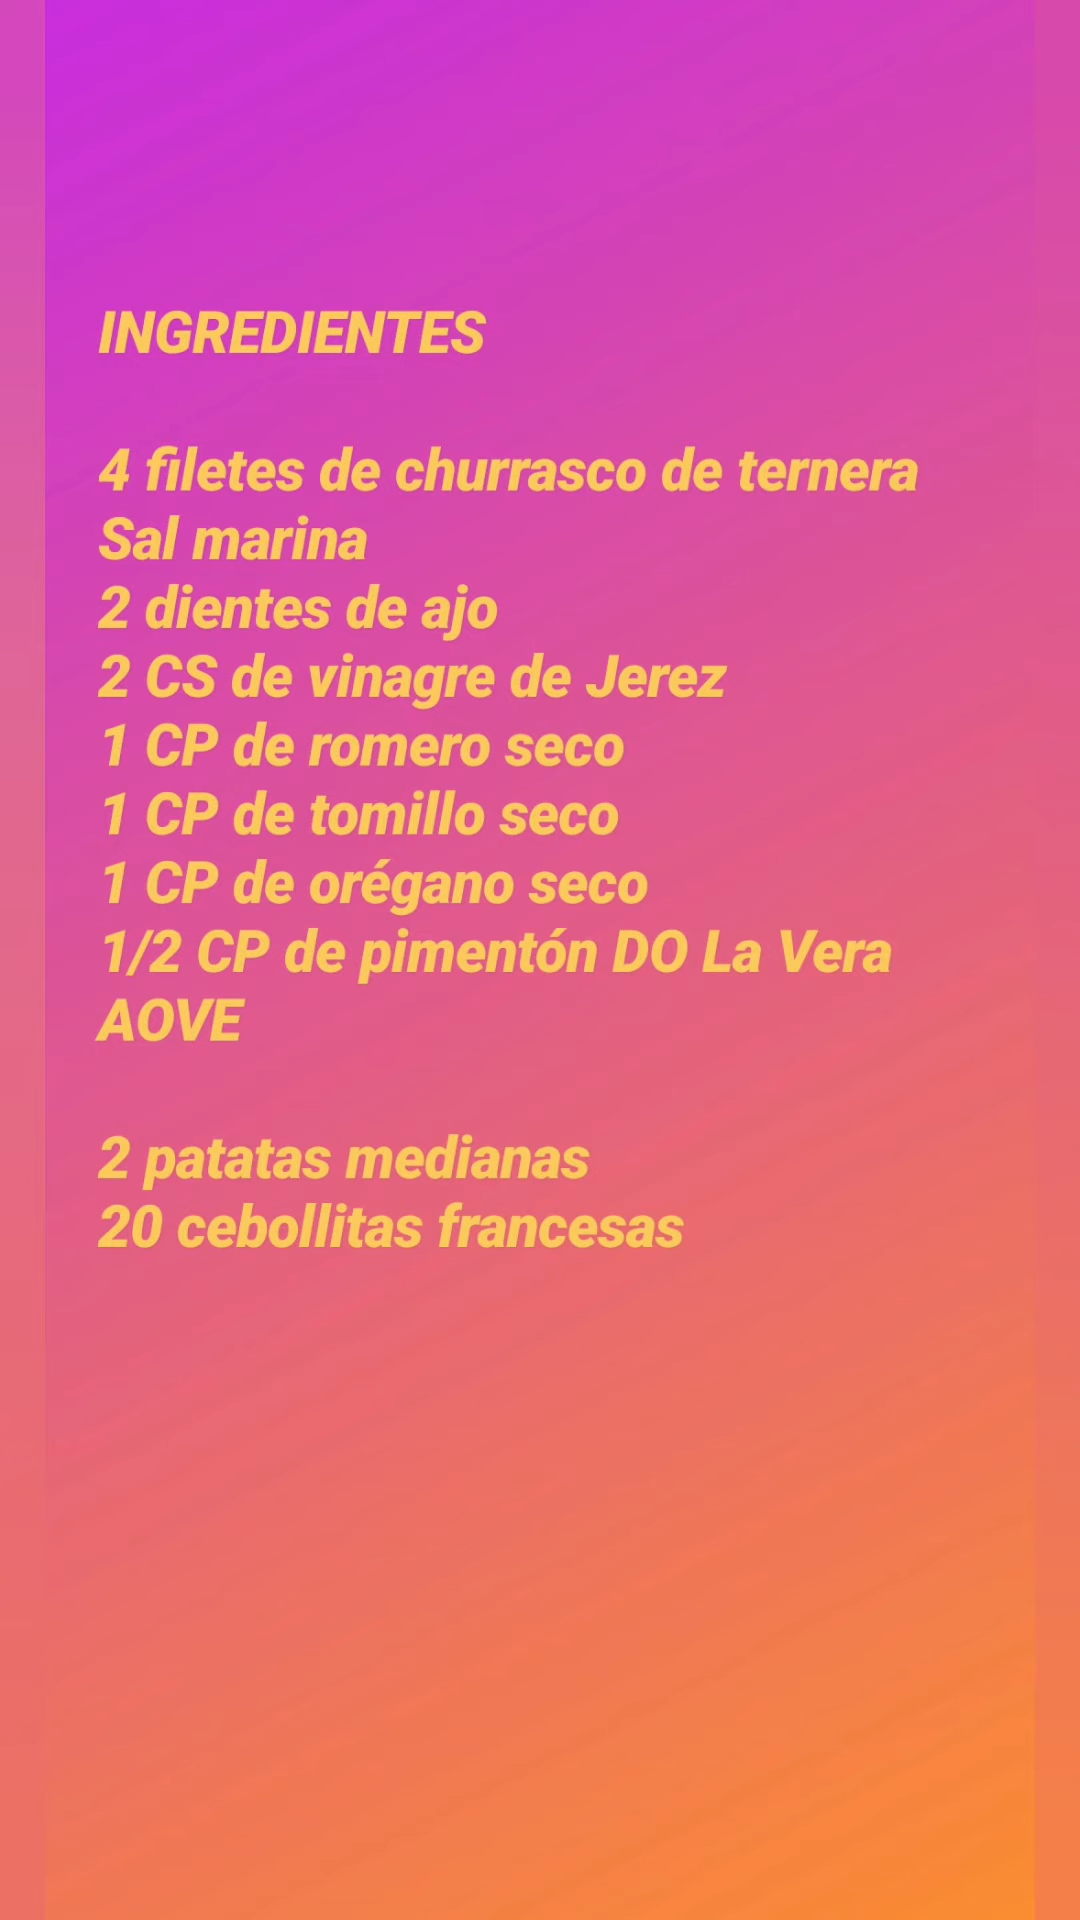 INGREDIENTES
4 filetes de churrasco de ternera
Sal marina
2 dientes de ajo
2 CS de vinagre de Jerez
1 CP de romero seco
1 CP de tomillo seco
1 CP de orégano seco
1/2 CP de pimentón DO La Vera
AOVE
2 patatas medianas
20 cebollitas francesas